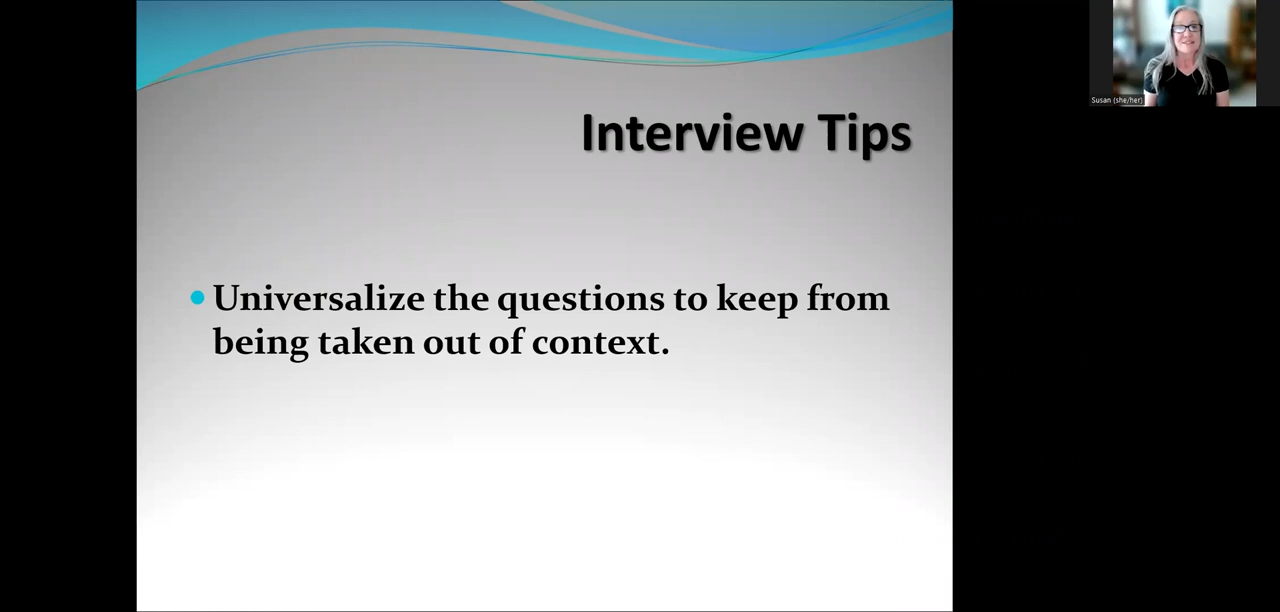 Interview Tips
Universalize the questions to keep from
being taken out of context.
Susan (she/her)